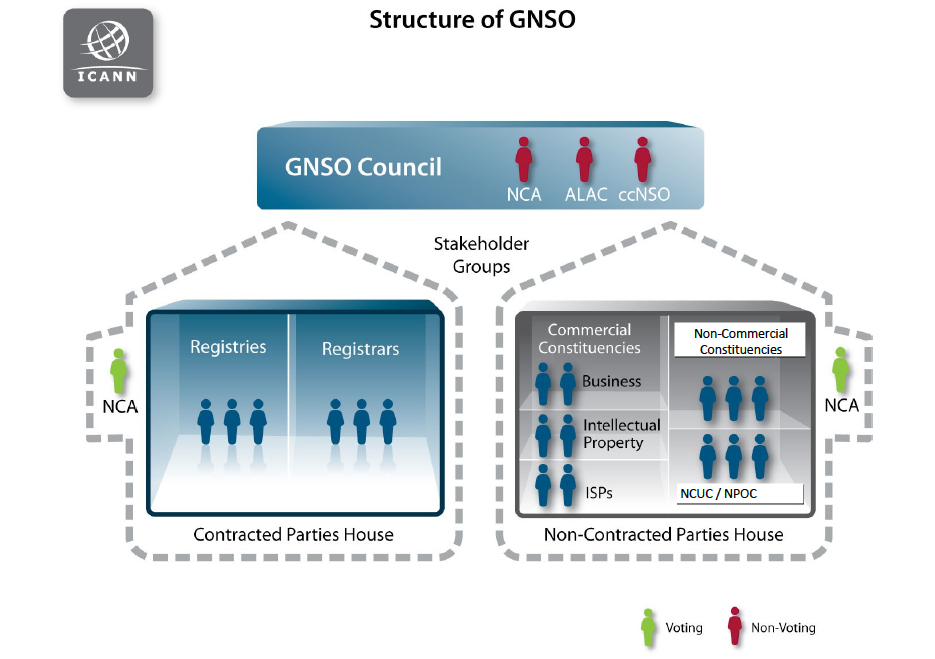 Structure of GNSO
ICANN
GNSO Council
NCA
ALAC
ccNSO
Stakeholder
Groups
Registries
Registrars
NCA
Contracted Parties House
Commercial
Constituencies
Non-Commercial
Constituencies
Business
Intellectual
Property
ISPs
NCUC / NPOC
NCA
Non-Contracted Parties House
Voting
Non-Voting